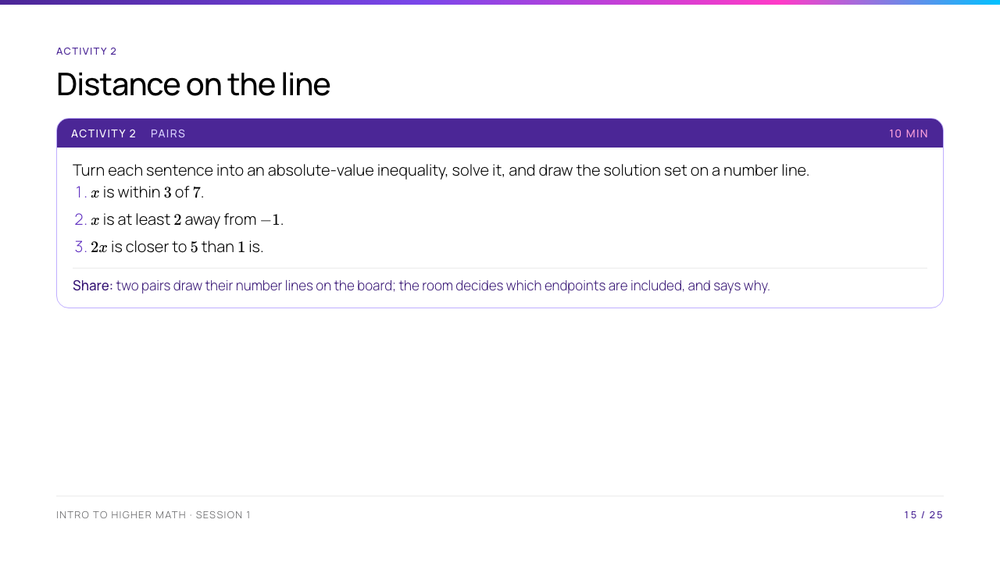 ACTIVITY 2
Distance on the line
ACTIVITY 2 PAIRS 10 MIN
Turn each sentence into an absolute-value inequality, solve it, and draw the solution set on a number line.
1. x is within 3 of 7.
2. x is at least 2 away from −1.
3. 2x is closer to 5 than 1 is.
Share: two pairs draw their number lines on the board; the room decides which endpoints are included, and says why.
INTRO TO HIGHER MATH · SESSION 1
15 / 25